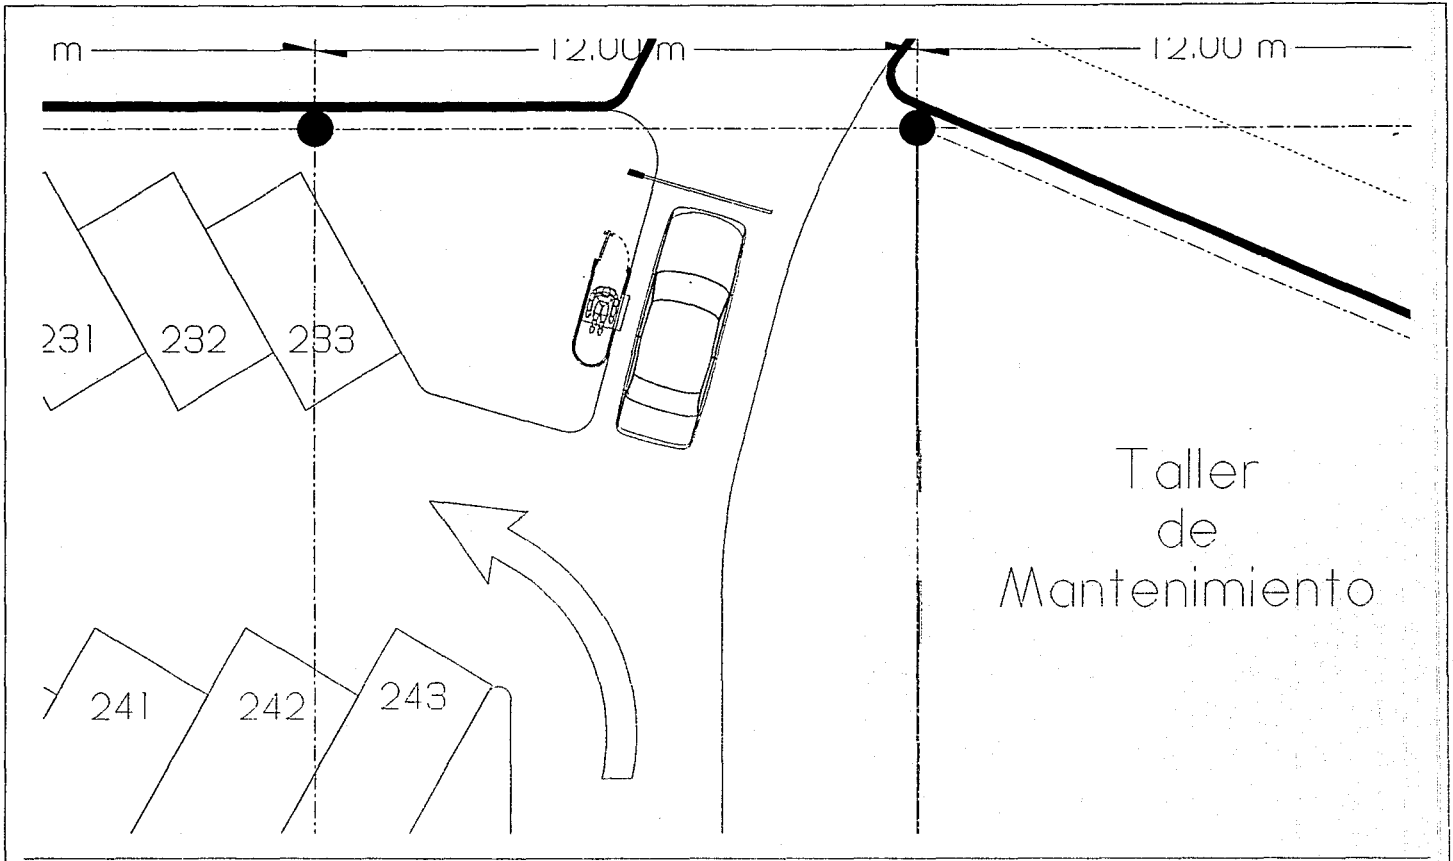 m 12.00 m 12.00 m
231 232 233
Taller
de
Mantenimiento
241 242 243